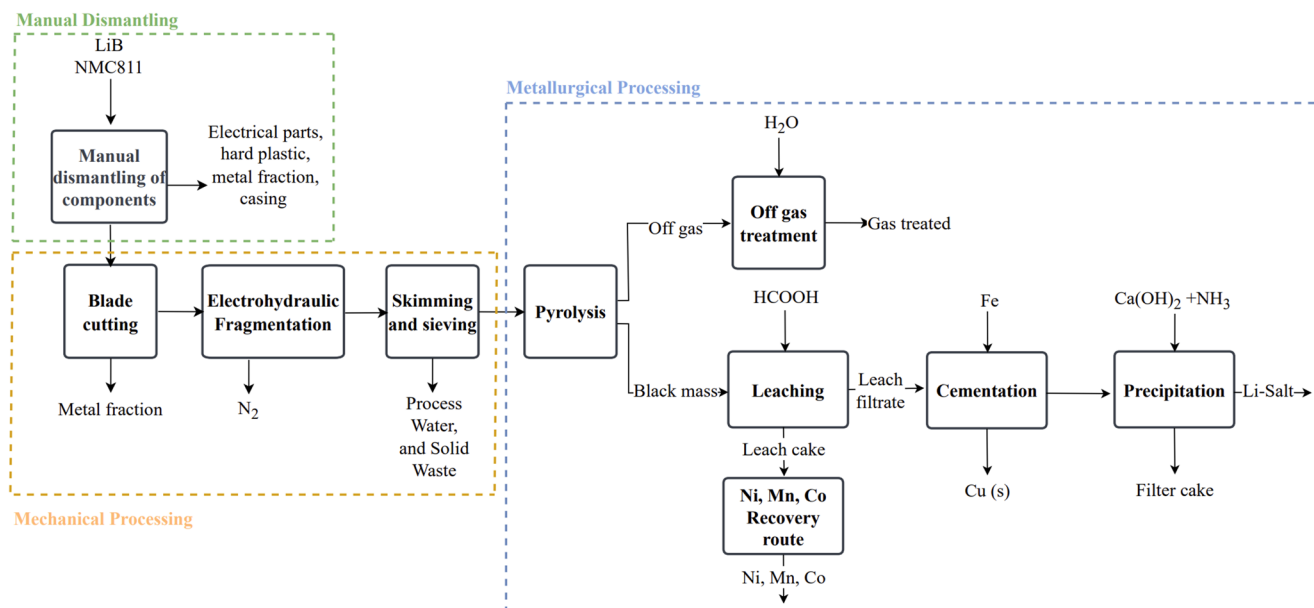 Manual Dismantling
LiB
NMC811
Manual
dismantling of
components
Electrical parts,
hard plastic,
metal fraction,
casing
Blade
cutting
Electrohydraulic
Fragmentation
Skimming
and sieving
Metal fraction
N₂
Process
Water,
and Solid
Waste
Mechanical Processing
Metallurgical Processing
Pyrolysis
Off gas
H₂O
Off gas
treatment
Gas treated
Black mass
HCOOH
Leaching
Leach
filtrate
Leach cake
Ni, Mn, Co
Recovery
route
Ni, Mn, Co
Fe
Cementation
Cu (s)
Ca(OH)₂ +NH₃
Precipitation
Li-Salt
Filter cake